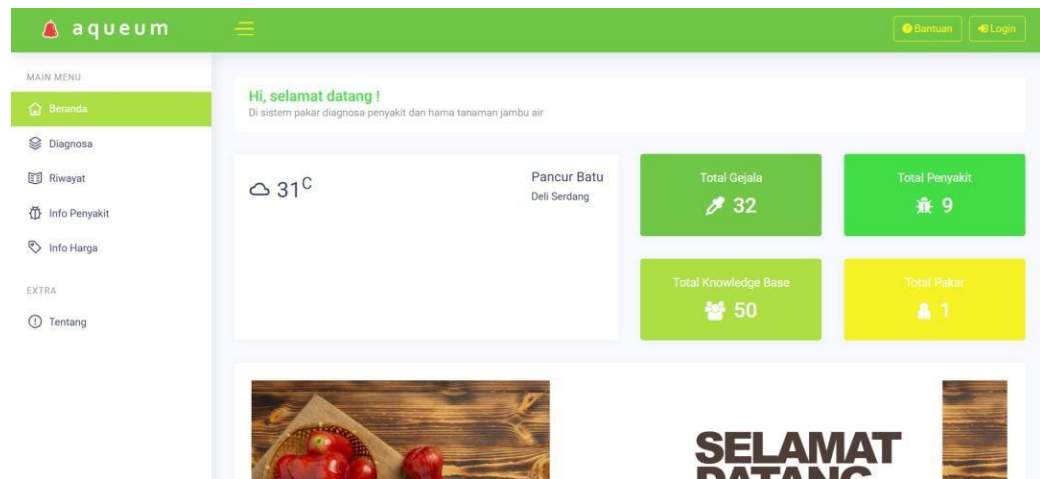 aqueum
Bantuan
Login
MAIN MENU
Beranda
Diagnosa
Riwayat
Info Penyakit
Info Harga
EXTRA
Tentang
Hi, selamat datang !
Di sistem pakar diagnosa penyakit dan hama tanaman jambu air
31C
Pancur Batu
Deli Serdang
Total Gejala
32
Total Penyakit
9
Total Knowledge Base
50
Total Pakar
1
SELAMAT
DATANG